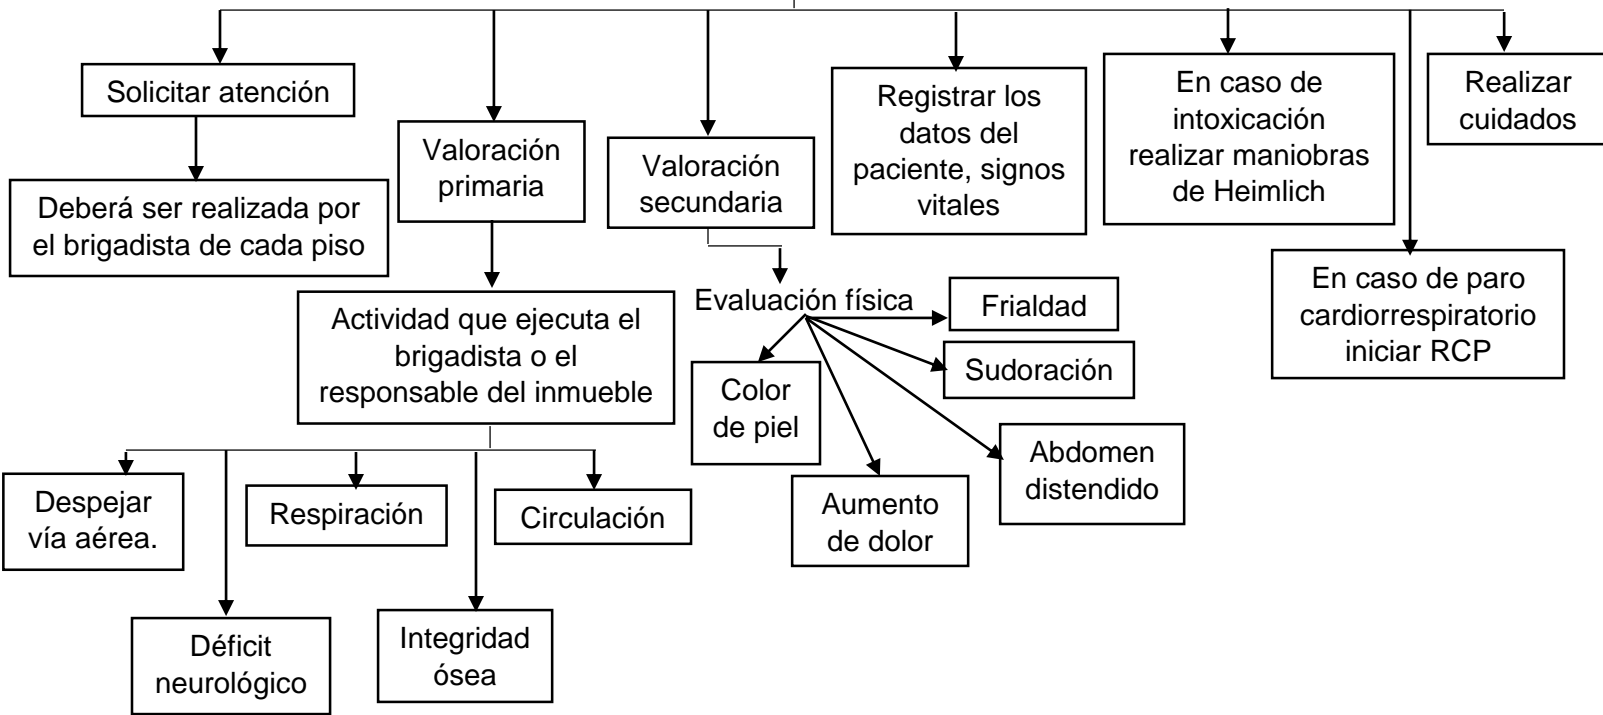 Solicitar atención
Deberá ser realizada por
el brigadista de cada piso
Valoración
primaria
Actividad que ejecuta el
brigadista o el
responsable del inmueble
Despejar
vía aérea.
Déficit
neurológico
Respiración
Integridad
ósea
Circulación
Valoración
secundaria
Evaluación física
Color
de piel
Aumento
de dolor
Abdomen
distendido
Sudoración
Frialdad
Registrar los
datos del
paciente, signos
vitales
En caso de
intoxicación
realizar maniobras
de Heimlich
En caso de paro
cardiorrespiratorio
iniciar RCP
Realizar
cuidados